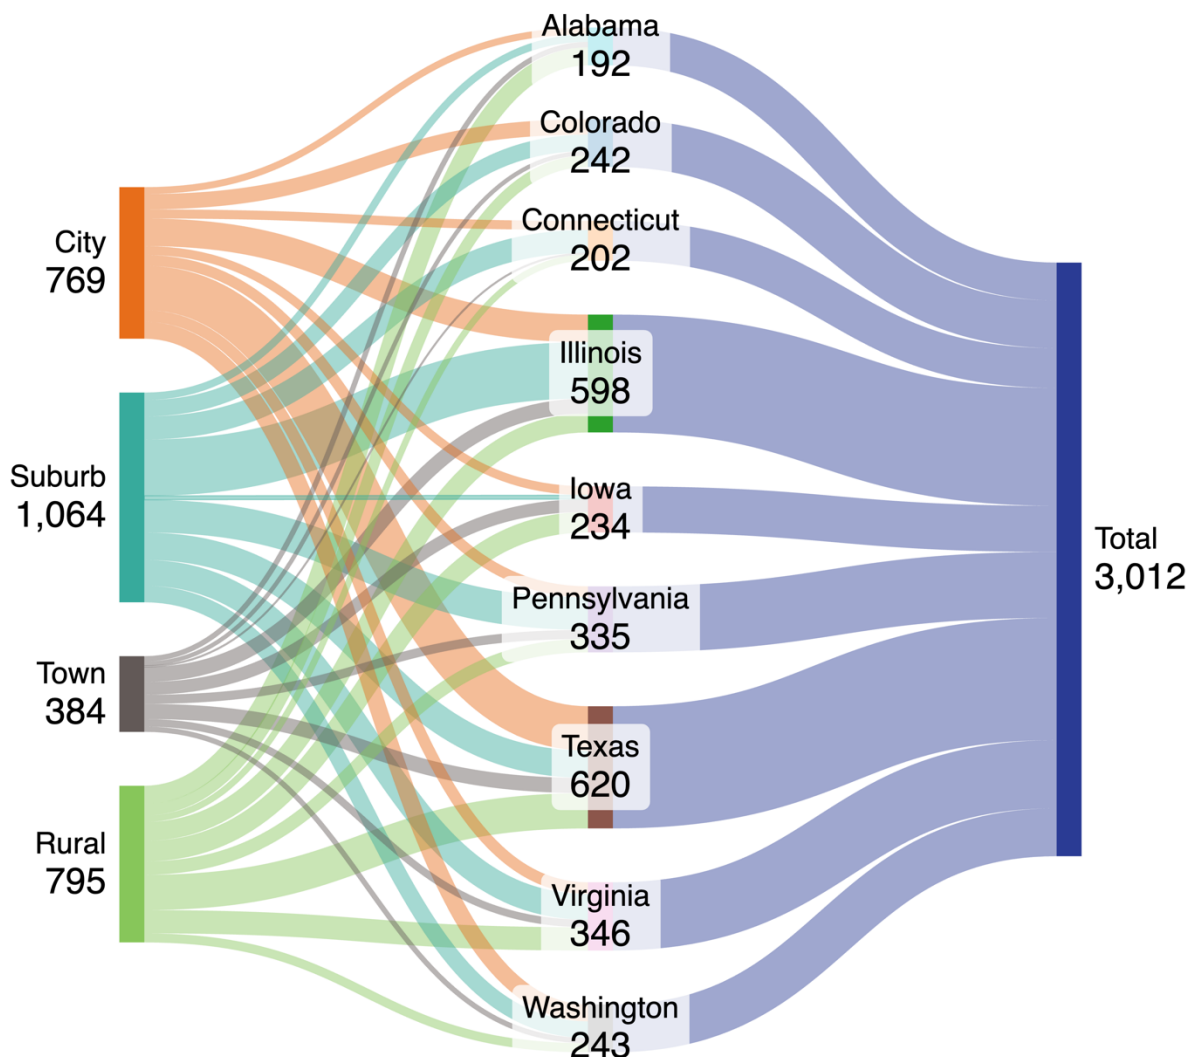 City
769
Suburb
1,064
Town
384
Rural
795
Alabama
192
Colorado
242
Connecticut
202
Illinois
598
Iowa
234
Pennsylvania
335
Texas
620
Virginia
346
Washington
243
Total
3,012